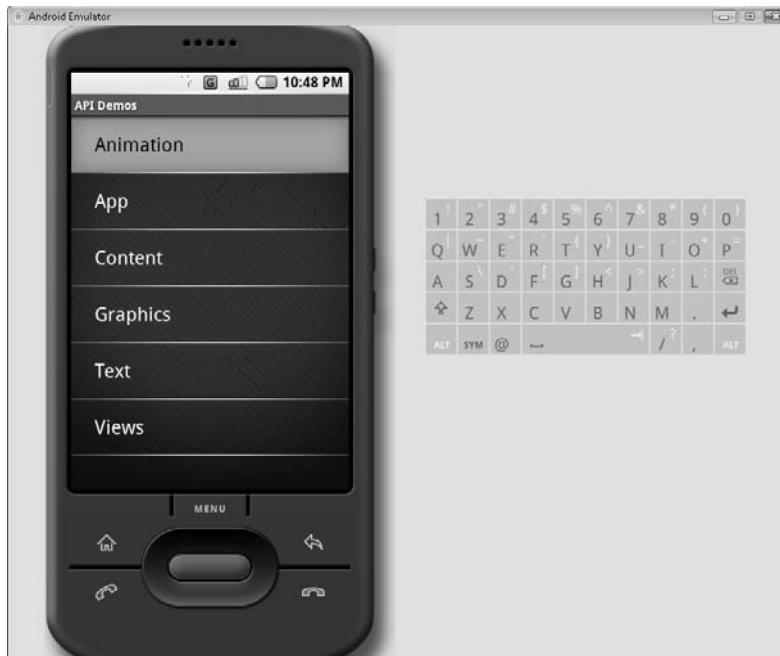 Android Emulator
G 10:48 PM
API Demos
Animation
App
Content
Graphics
Text
Views
MENU
1 ! 2 " 3 # 4 $ 5 % 6 ^ 7 & 8 * 9 ( 0 )
Q | W ~ E " R ` T { Y } U - I O + P =
A S \ D ' F [ G ] H < J > K ; L : DEL
Z X C V B N M .
ALT SYM @ / ? , ALT